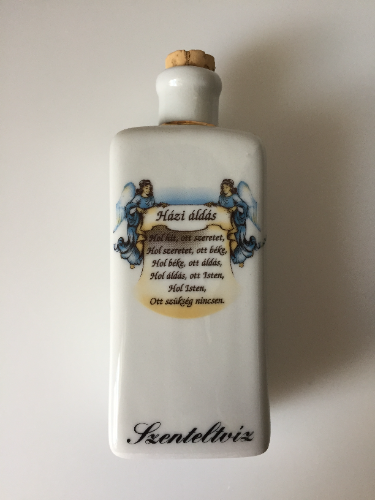 Házi áldás
Hol hit, ott szeretet,
Hol szeretet, ott béke,
Hol béke, ott áldás,
Hol áldás, ott Isten,
Hol Isten,
Ott szükség nincsen.
Szenteltvíz